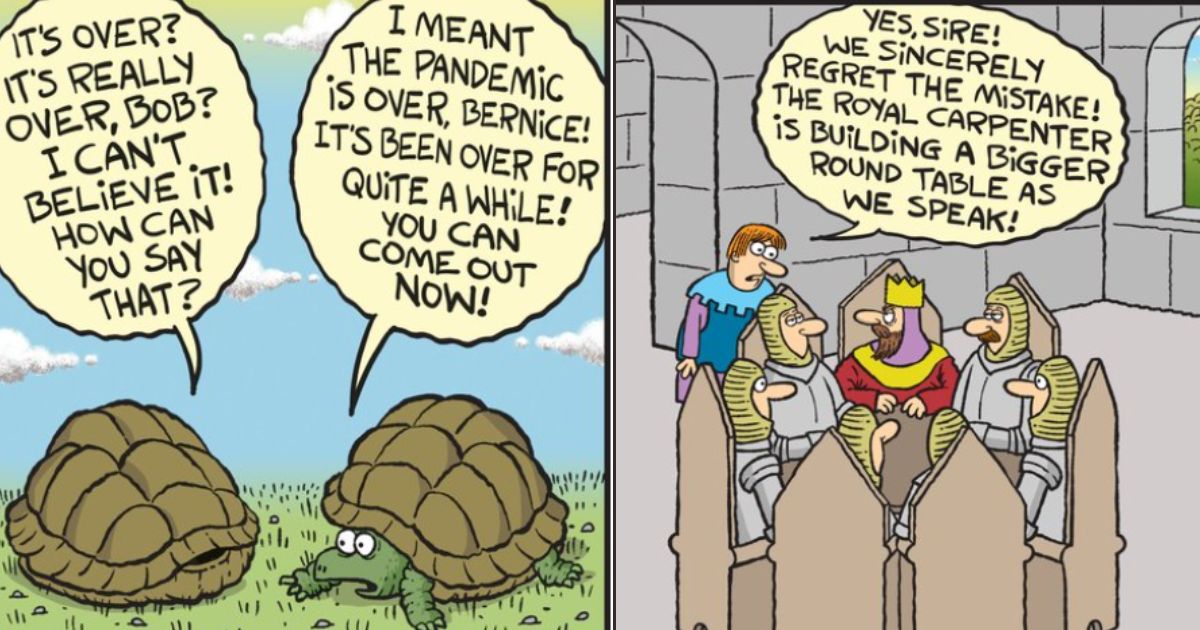 IT'S OVER?
IT'S REALLY
OVER, BOB?
I CAN'T
BELiEVE iT!
HOW CAN
YOU SAY
THAT?
I MEANT
THE PANDEMiC
iS OVER, BERNiCE!
IT'S BEEN OVER FOR
QUiTE A WHiLE!
YOU CAN
COME OUT
NOW!
YES, SiRE!
WE SiNCERELY
REGRET THE MiSTAKE!
THE ROYAL CARPENTER
iS BUiLDiNG A BiGGER
ROUND TABLE AS
WE SPEAK!